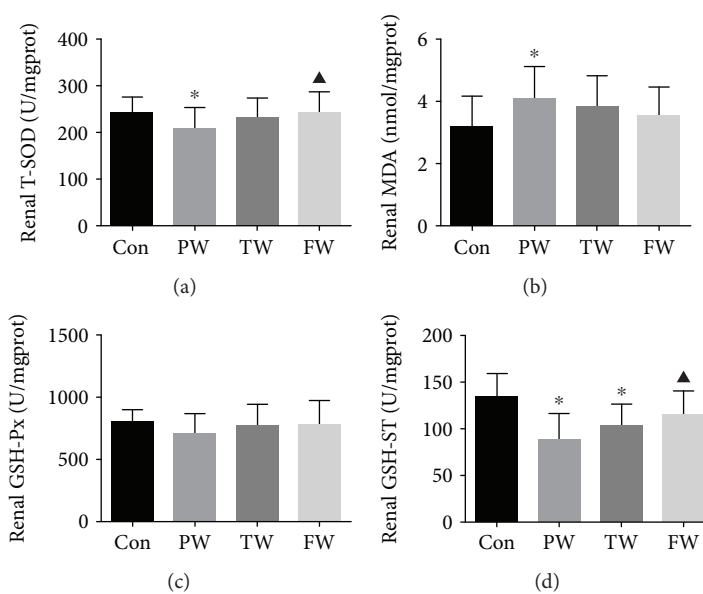 Renal T-SOD (U/mgprot)
400
300
200
100
0
*
▲
Con PW TW FW
(a)
Renal MDA (nmol/mgprot)
6
4
2
0
*
Con PW TW FW
(b)
Renal GSH-Px (U/mgprot)
1500
1000
500
0
Con PW TW FW
(c)
Renal GSH-ST (U/mgprot)
200
150
100
50
0
* * ▲
Con PW TW FW
(d)